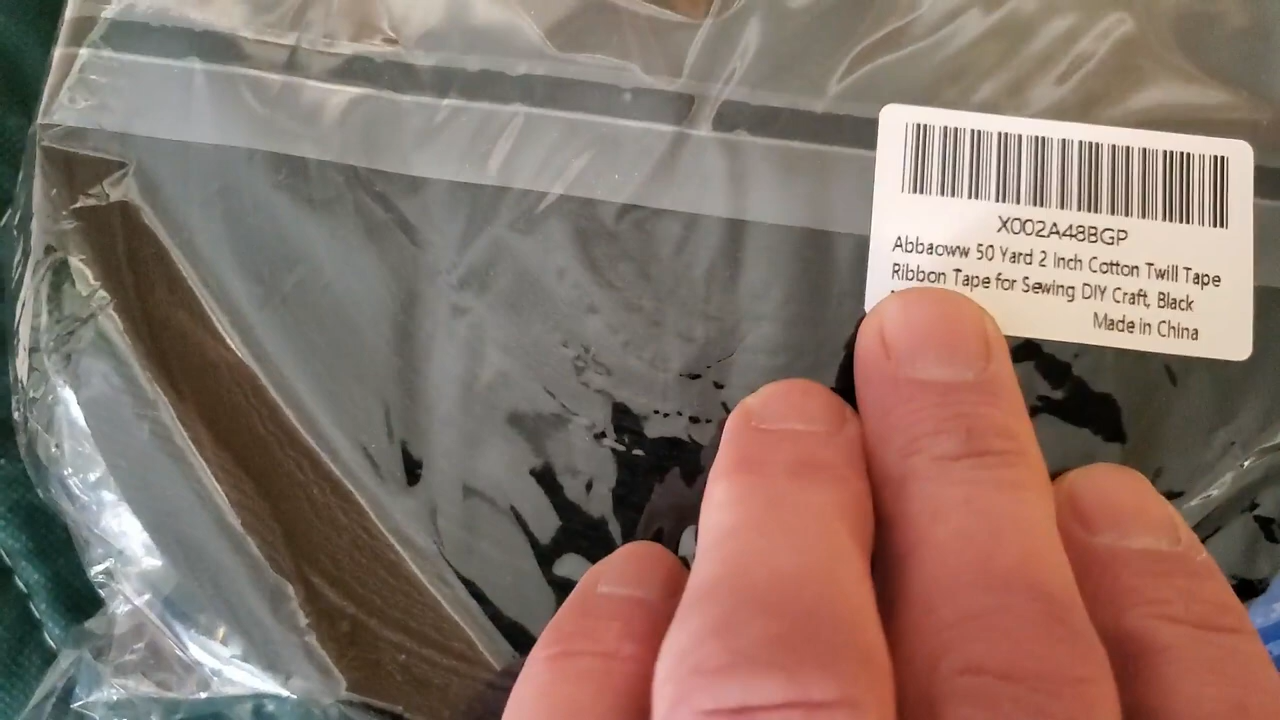 X002A48BGP
Abbaoww 50 Yard 2 Inch Cotton Twill Tape
Ribbon Tape for Sewing DIY Craft, Black
Made in China